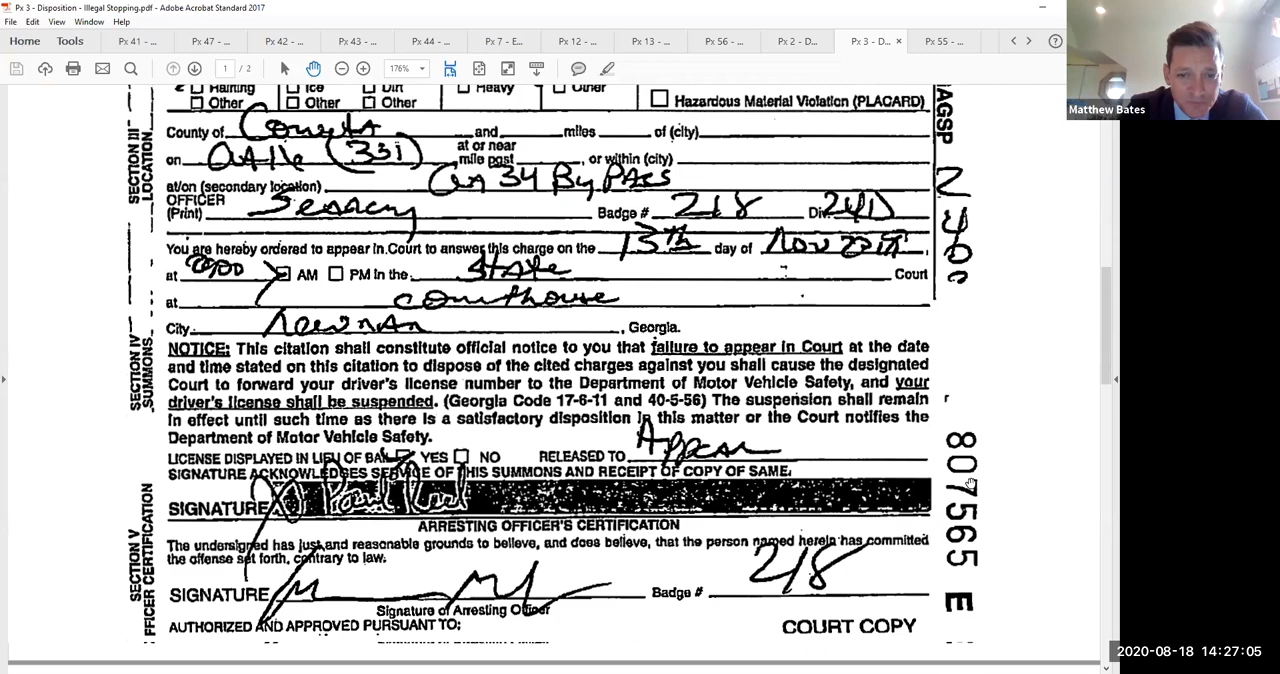 Px 3 - Disposition - Illegal Stopping.pdf - Adobe Acrobat Standard 2017
File Edit View Window Help
Home Tools Px 41 - ... Px 47 - ... Px 42 - ... Px 43 - ... Px 44 - ... Px 7 - E... Px 12 - ... Px 13 - ... Px 56 - ... Px 2 - D... Px 3 - D... × Px 55 - ...
1 / 2 176%
Matthew Bates
Raining Ice Dirt Heavy Other
Other Other Other Hazardous Material Violation (PLACARD)
SECTION III LOCATION
County of Coweta and miles of (city)
on (331) at or near mile post , or within (city)
at/on (secondary location) GA 34 By PASS
OFFICER (Print) Badge # 218 Div. 24D
You are hereby ordered to appear in Court to answer this charge on the 13th day of Nov ,
at AM PM in the State Court
at courthouse
City Newnan , Georgia.
SECTION IV SUMMONS.
NOTICE: This citation shall constitute official notice to you that failure to appear in Court at the date
and time stated on this citation to dispose of the cited charges against you shall cause the designated
Court to forward your driver's license number to the Department of Motor Vehicle Safety, and your
driver's license shall be suspended. (Georgia Code 17-6-11 and 40-5-56) The suspension shall remain
in effect until such time as there is a satisfactory disposition in this matter or the Court notifies the
Department of Motor Vehicle Safety.
LICENSE DISPLAYED IN LIEU OF BAIL YES NO RELEASED TO Appear
SIGNATURE ACKNOWLEDGES SERVICE OF THIS SUMMONS AND RECEIPT OF COPY OF SAME.
SIGNATURE
ARRESTING OFFICER'S CERTIFICATION
SECTION V
OFFICER CERTIFICATION
The undersigned has just and reasonable grounds to believe, and does believe, that the person named herein has committed
the offense set forth, contrary to law.
SIGNATURE Badge # 218
Signature of Arresting Officer
AUTHORIZED AND APPROVED PURSUANT TO: COURT COPY
AGSP
807565 E
2020-08-18 14:27:05